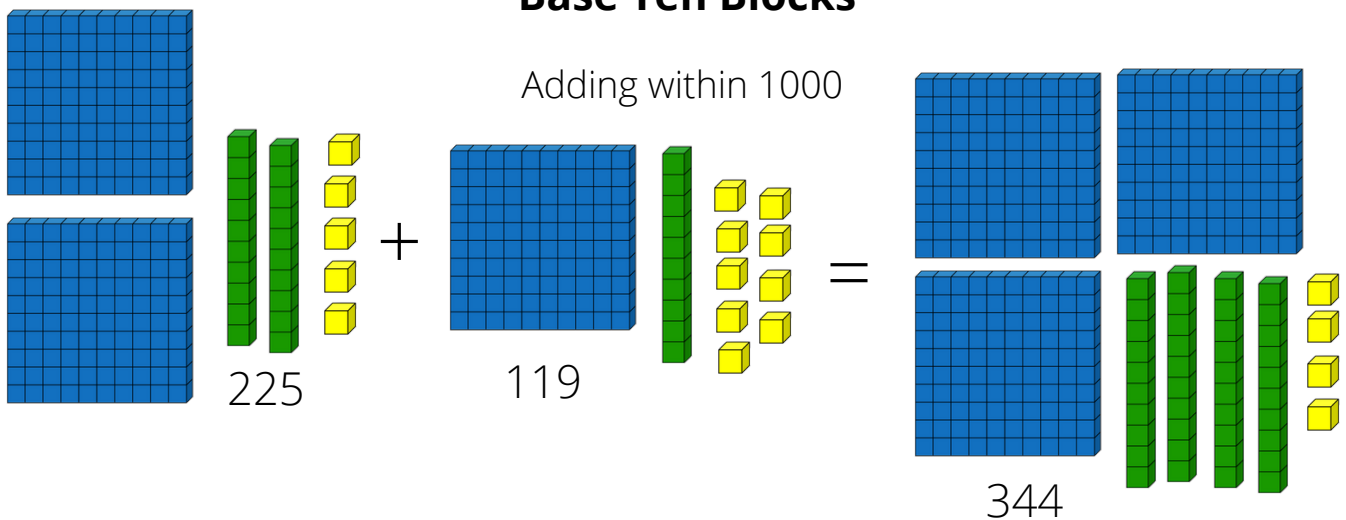 Base Ten Blocks
Adding within 1000
+
=
225
119
344